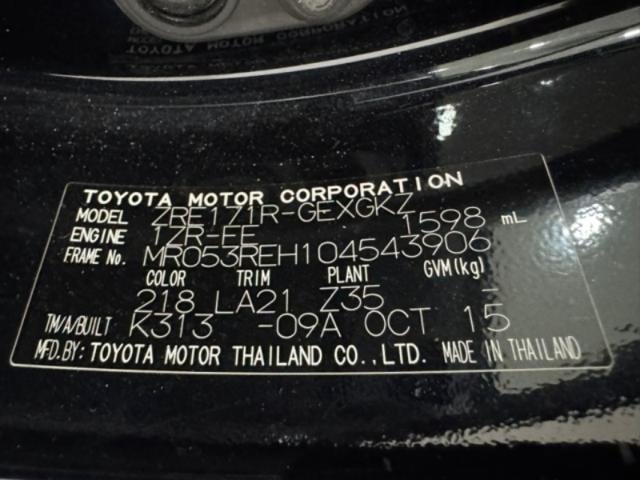 TOYOTA MOTOR CORPORATION
MODEL ZRE171R-GEXGKZ
ENGINE 1ZR-FE 1598 mL
FRAME No. MR053REH104543906
COLOR TRIM PLANT GVM(kg)
218 LA21 Z35 -
TM/A/BUILT K313 -09A OCT 15
MFD.BY: TOYOTA MOTOR THAILAND CO.,LTD. MADE IN THAILAND